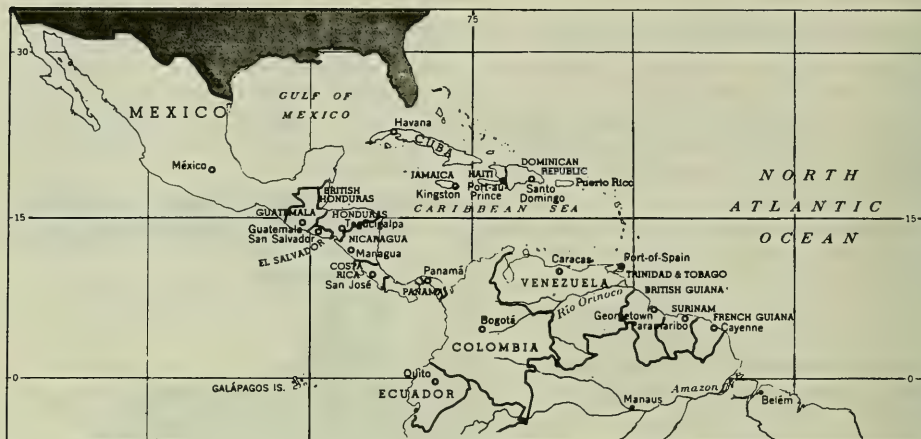 75
30
MEXICO
GULF OF
MEXICO
Havana
CUBA
México
JAMAICA
Kingston
HAITI
Port-au-
Prince
DOMINICAN
REPUBLIC
Santo
Domingo
Puerto Rico
NORTH
ATLANTIC
OCEAN
CARIBBEAN SEA
15
BRITISH
HONDURAS
GUATEMALA
Guatemala
HONDURAS
Tegucigalpa
San Salvador
EL SALVADOR
NICARAGUA
Managua
COSTA
RICA
San José
Panamá
PANAMA
Caracas
Port-of-Spain
TRINIDAD & TOBAGO
VENEZUELA
Río Orinoco
BRITISH GUIANA
Georgetown
SURINAM
Paramaribo
FRENCH GUIANA
Cayenne
Bogotá
COLOMBIA
0
GALÁPAGOS IS.
Quito
ECUADOR
Amazon
Manaus
Belém